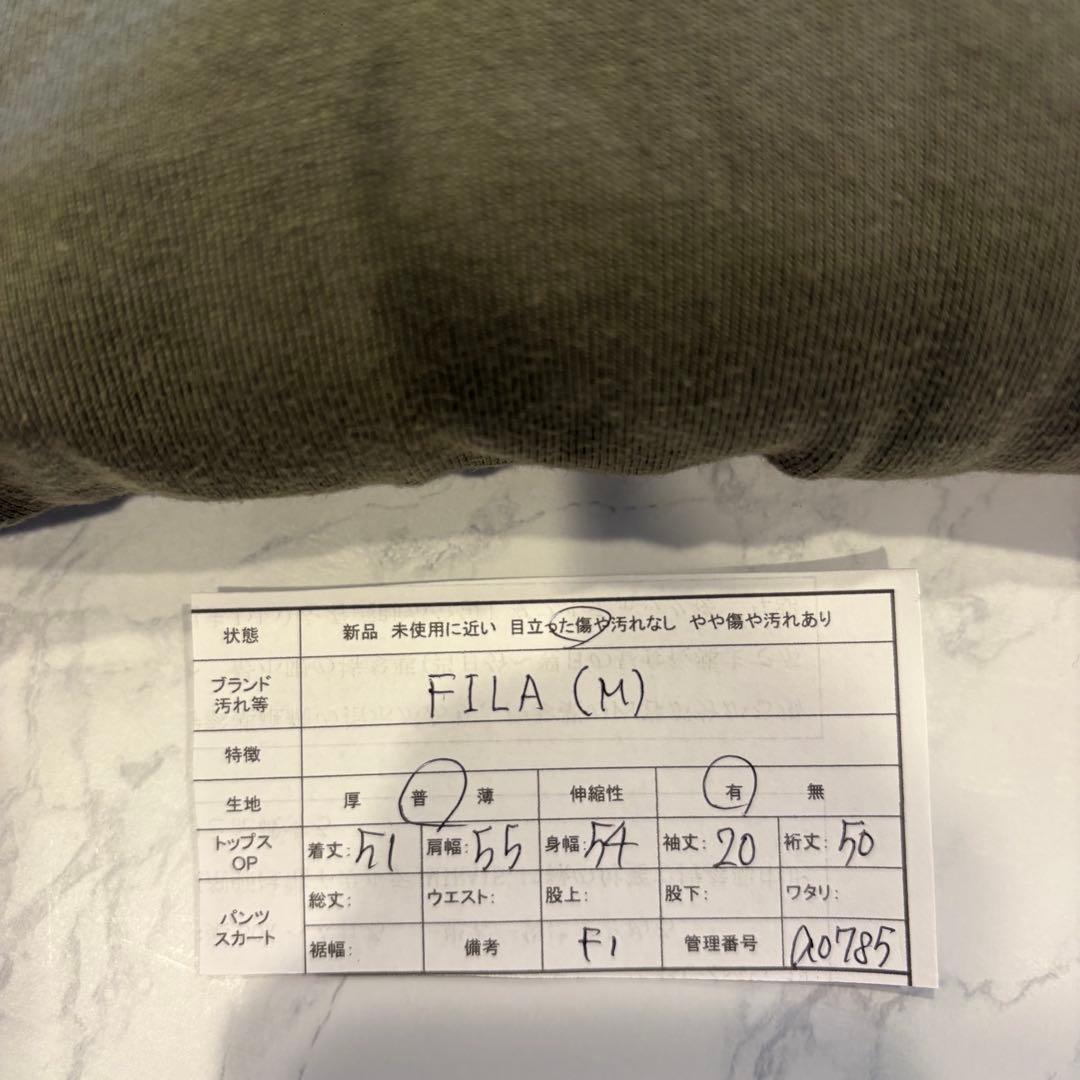 状態 新品 未使用に近い 目立った傷や汚れなし やや傷や汚れあり
ブランド
汚れ等 FILA (M)
特徴
生地 厚 普 薄 伸縮性 有 無
トップス
OP 着丈: 51 肩幅: 55 身幅: 54 袖丈: 20 裄丈: 50
パンツ
スカート
総丈: ウエスト: 股上: 股下: ワタリ:
裾幅: 備考 F1 管理番号 a0785